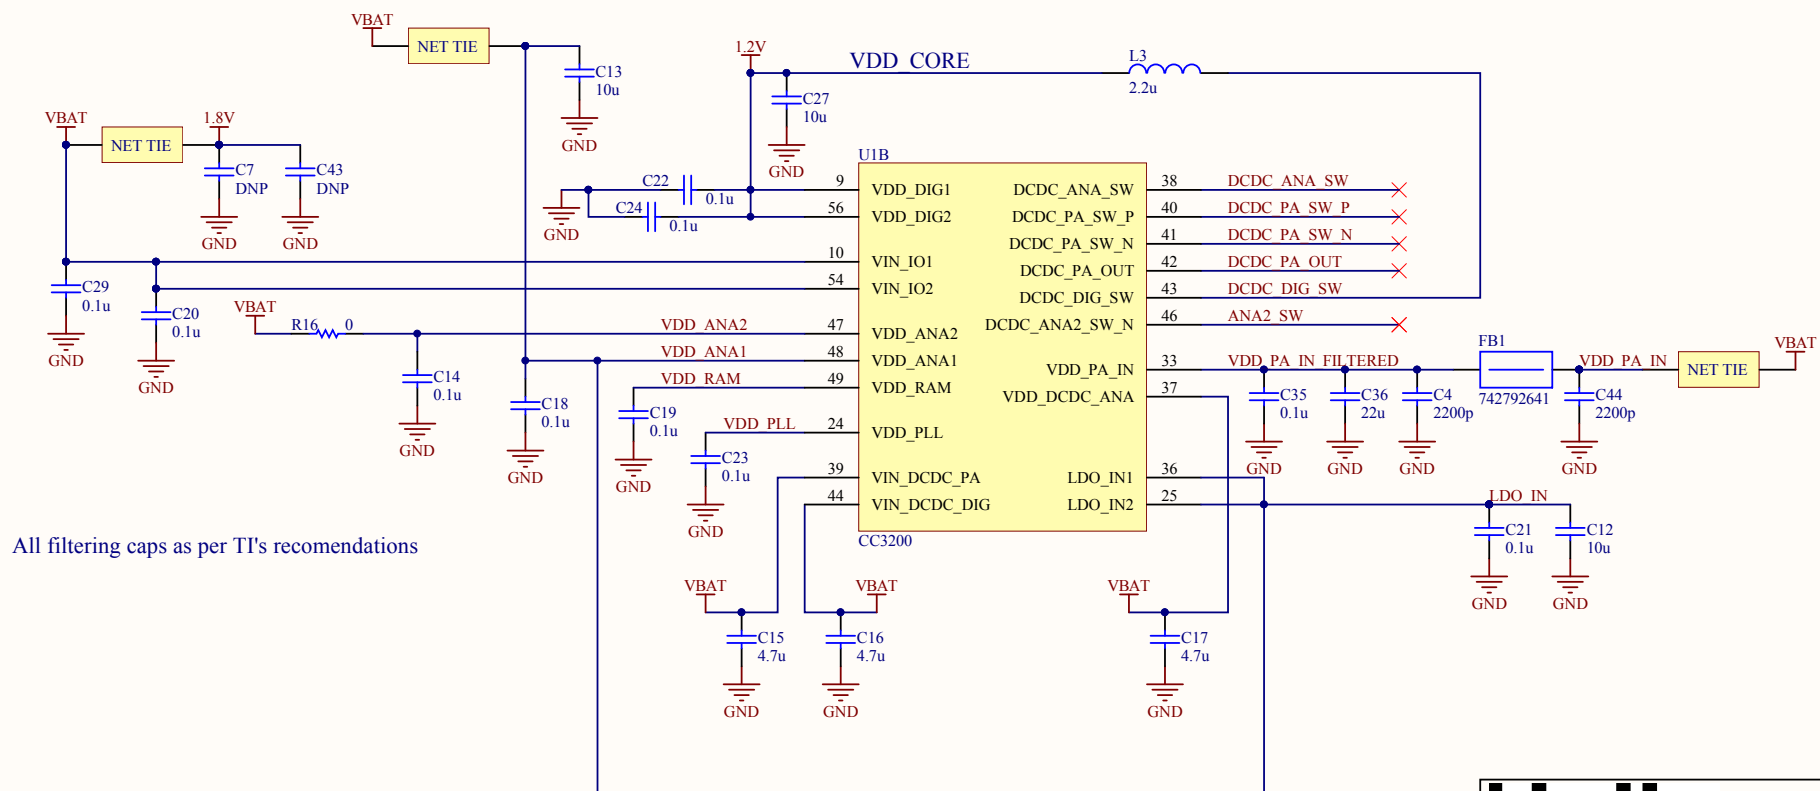 VBAT
NET TIE
C13
10u
GND
1.2V
VDD_CORE
C27
10u
GND
L3
2.2u
VBAT
NET TIE
1.8V
C7
DNP
GND
C43
DNP
GND
C22
0.1u
C24
0.1u
GND
C29
0.1u
GND
C20
0.1u
GND
VBAT
R16 0
C14
0.1u
GND
C18
0.1u
GND
VDD_ANA2
VDD_ANA1
VDD_RAM
C19
0.1u
GND
VDD_PLL
C23
0.1u
GND
U1B
9 VDD_DIG1
56 VDD_DIG2
10 VIN_IO1
54 VIN_IO2
47 VDD_ANA2
48 VDD_ANA1
49 VDD_RAM
24 VDD_PLL
39 VIN_DCDC_PA
44 VIN_DCDC_DIG
DCDC_ANA_SW 38 DCDC_ANA_SW
DCDC_PA_SW_P 40 DCDC_PA_SW_P
DCDC_PA_SW_N 41 DCDC_PA_SW_N
DCDC_PA_OUT 42 DCDC_PA_OUT
DCDC_DIG_SW 43 DCDC_DIG_SW
DCDC_ANA2_SW_N 46 ANA2_SW
VDD_PA_IN 33 VDD_PA_IN_FILTERED
VDD_DCDC_ANA 37
LDO_IN1 36
LDO_IN2 25
CC3200
C35
0.1u
GND
C36
22u
GND
C4
2200p
GND
FB1
742792641
VDD_PA_IN
C44
2200p
GND
NET TIE
VBAT
LDO_IN
C21
0.1u
GND
C12
10u
GND
All filtering caps as per TI's recomendations
VBAT
C15
4.7u
GND
VBAT
C16
4.7u
GND
VBAT
C17
4.7u
GND